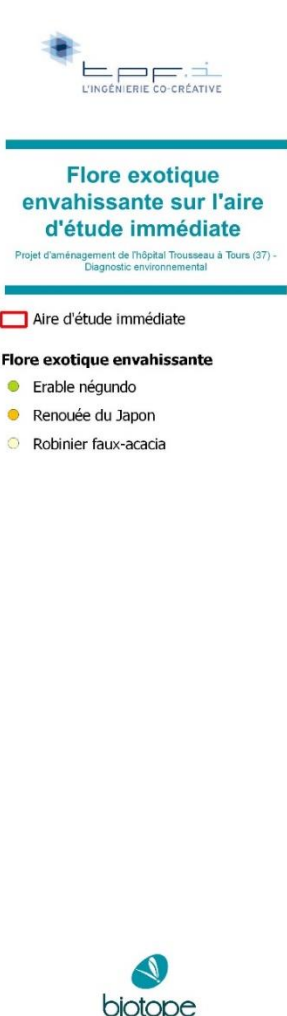 tpf.i
L'INGÉNIERIE CO-CRÉATIVE
Flore exotique
envahissante sur l'aire
d'étude immédiate
Projet d'aménagement de l'hôpital Trousseau à Tours (37) -
Diagnostic environnemental
Aire d'étude immédiate
Flore exotique envahissante
Erable négundo
Renouée du Japon
Robinier faux-acacia
biotope